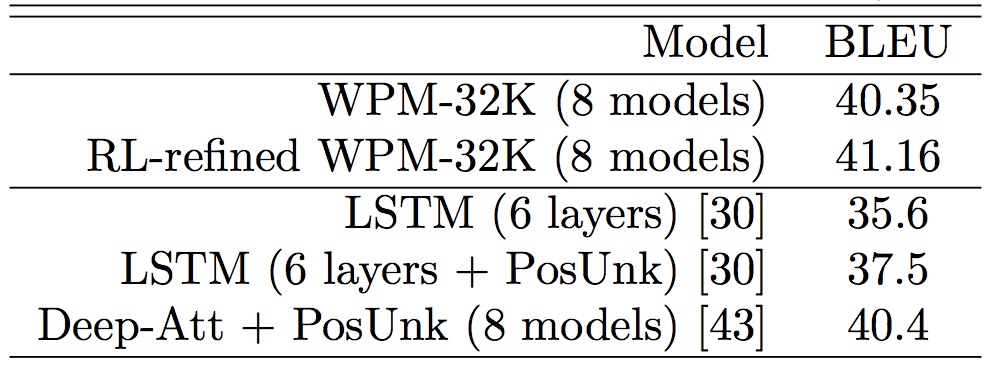 Model BLEU
WPM-32K (8 models) 40.35
RL-refined WPM-32K (8 models) 41.16
LSTM (6 layers) [30] 35.6
LSTM (6 layers + PosUnk) [30] 37.5
Deep-Att + PosUnk (8 models) [43] 40.4